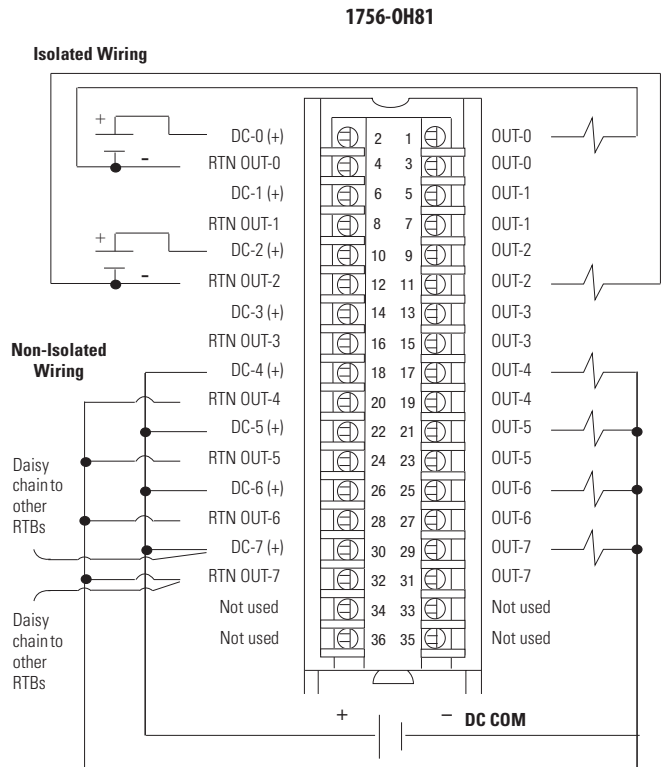 1756-OH81
Isolated Wiring
+ DC-0 (+) 2 1 OUT-0
- RTN OUT-0 4 3 OUT-0
DC-1 (+) 6 5 OUT-1
RTN OUT-1 8 7 OUT-1
+ DC-2 (+) 10 9 OUT-2
- RTN OUT-2 12 11 OUT-2
DC-3 (+) 14 13 OUT-3
RTN OUT-3 16 15 OUT-3
Non-Isolated
Wiring
DC-4 (+) 18 17 OUT-4
RTN OUT-4 20 19 OUT-4
DC-5 (+) 22 21 OUT-5
RTN OUT-5 24 23 OUT-5
DC-6 (+) 26 25 OUT-6
RTN OUT-6 28 27 OUT-6
DC-7 (+) 30 29 OUT-7
RTN OUT-7 32 31 OUT-7
Not used 34 33 Not used
Not used 36 35 Not used
Daisy
chain to
other
RTBs
Daisy
chain to
other
RTBs
+ – DC COM